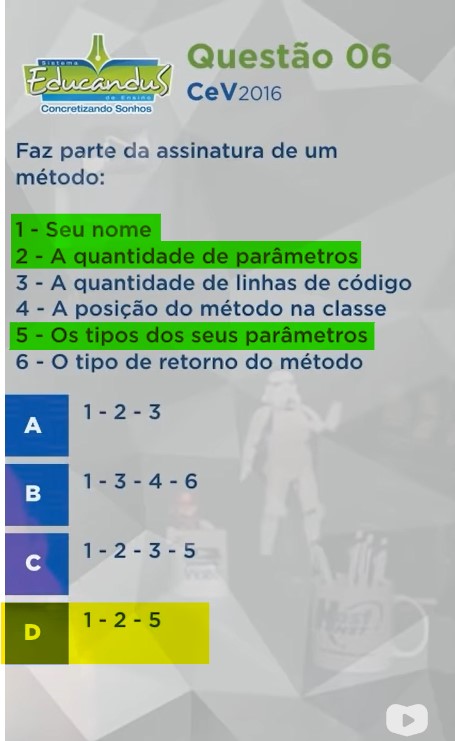 Sistema
Educandus
de Ensino
Concretizando Sonhos
Questão 06
CeV2016
Faz parte da assinatura de um
método:
1 - Seu nome
2 - A quantidade de parâmetros
3 - A quantidade de linhas de código
4 - A posição do método na classe
5 - Os tipos dos seus parâmetros
6 - O tipo de retorno do método
A 1 - 2 - 3
B 1 - 3 - 4 - 6
C 1 - 2 - 3 - 5
D 1 - 2 - 5